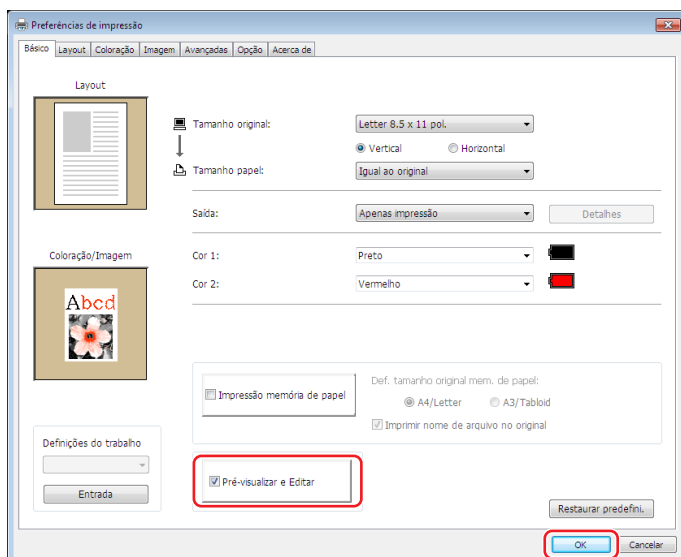 Preferências de impressão
Básico Layout Coloração Imagem Avançadas Opção Acerca de
Layout
Tamanho original: Letter 8.5 x 11 pol.
Vertical Horizontal
Tamanho papel: Igual ao original
Saída: Apenas impressão Detalhes
Coloração/Imagem
Cor 1: Preto
Cor 2: Vermelho
Abcd
Def. tamanho original mem. de papel:
Impressão memória de papel
A4/Letter A3/Tabloid
Imprimir nome de arquivo no original
Definições do trabalho
Pré-visualizar e Editar
Entrada
Restaurar predefini.
OK Cancelar